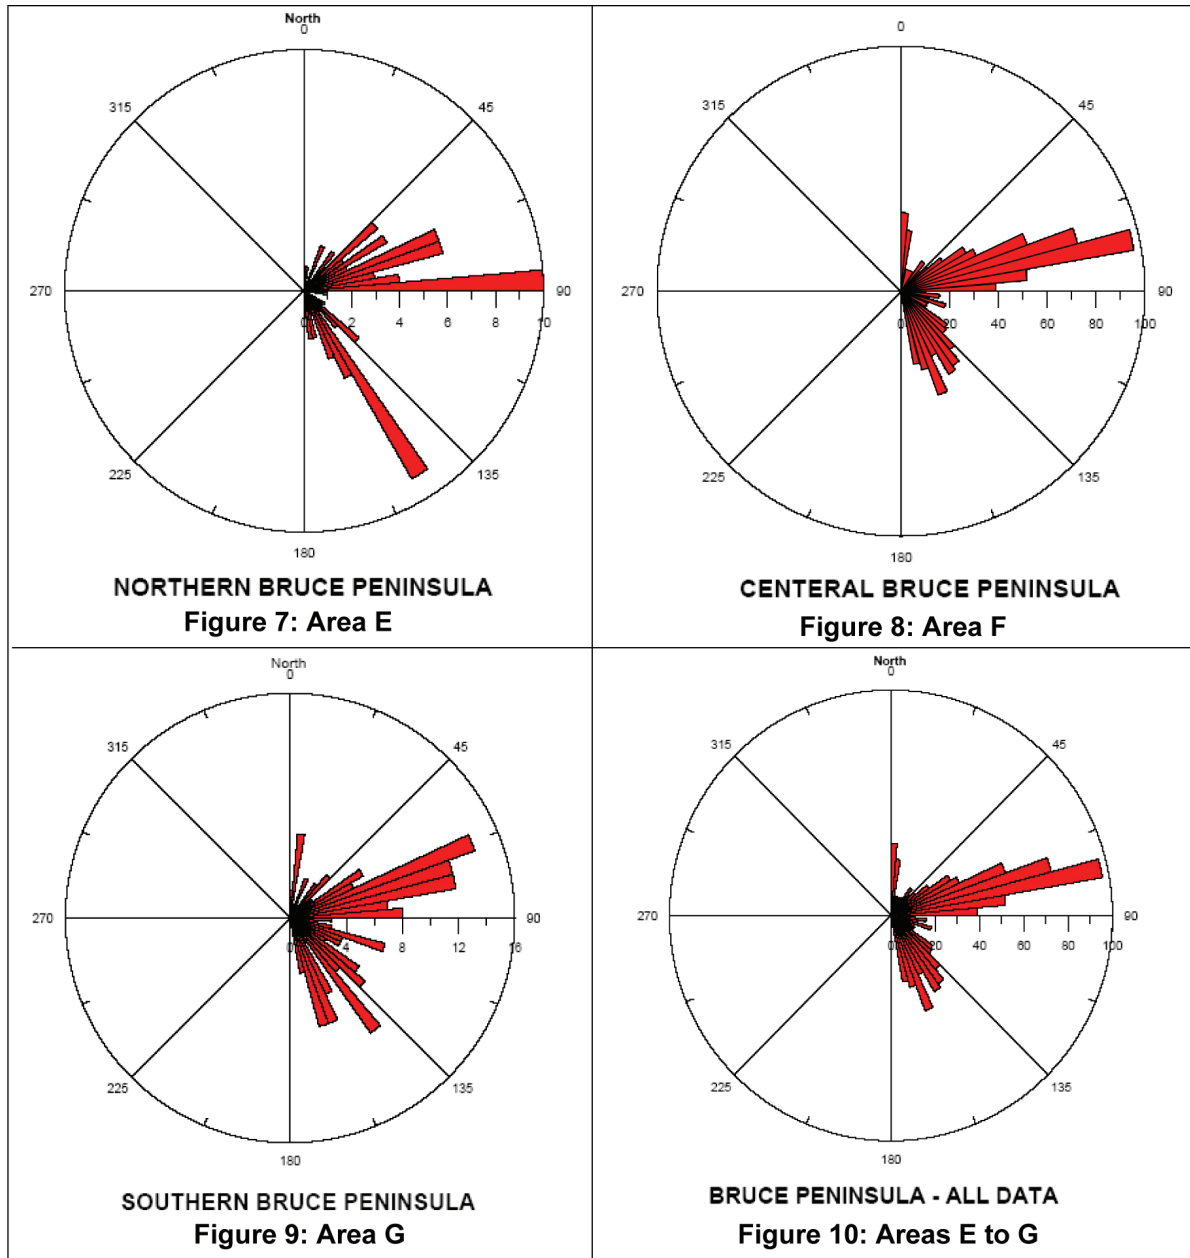 North
0
315
45
270
90
0 2 4 6 8 10
225
135
180
NORTHERN BRUCE PENINSULA
Figure 7: Area E
0
315
45
270
90
0 20 40 60 80 100
225
135
180
CENTERAL BRUCE PENINSULA
Figure 8: Area F
North
0
315
45
270
90
0 4 8 12 16
225
135
180
SOUTHERN BRUCE PENINSULA
Figure 9: Area G
North
0
315
45
270
90
0 20 40 60 80 100
225
135
180
BRUCE PENINSULA - ALL DATA
Figure 10: Areas E to G